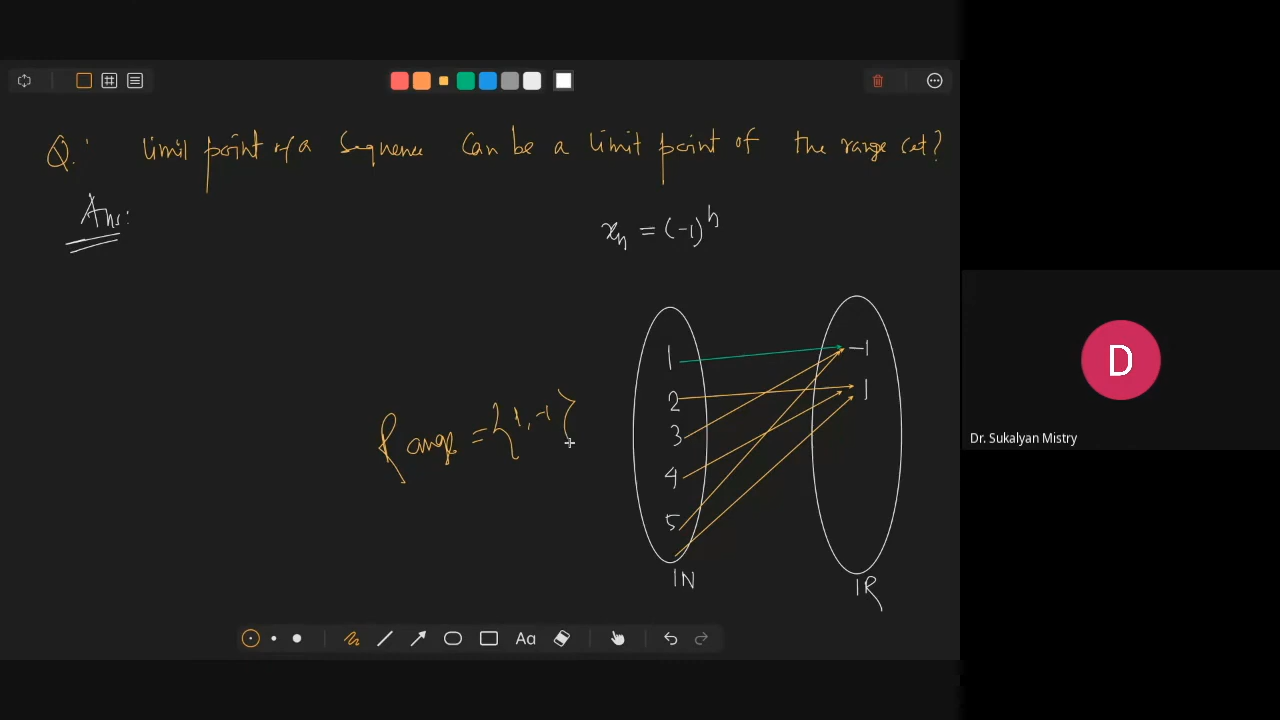 Q: limit point of a sequence can be a limit point of the range set?
Ans:
xn = (-1)^n
1
2
3
4
5
IN
-1
1
IR
Range = {1, -1}
Aa
D
Dr. Sukalyan Mistry